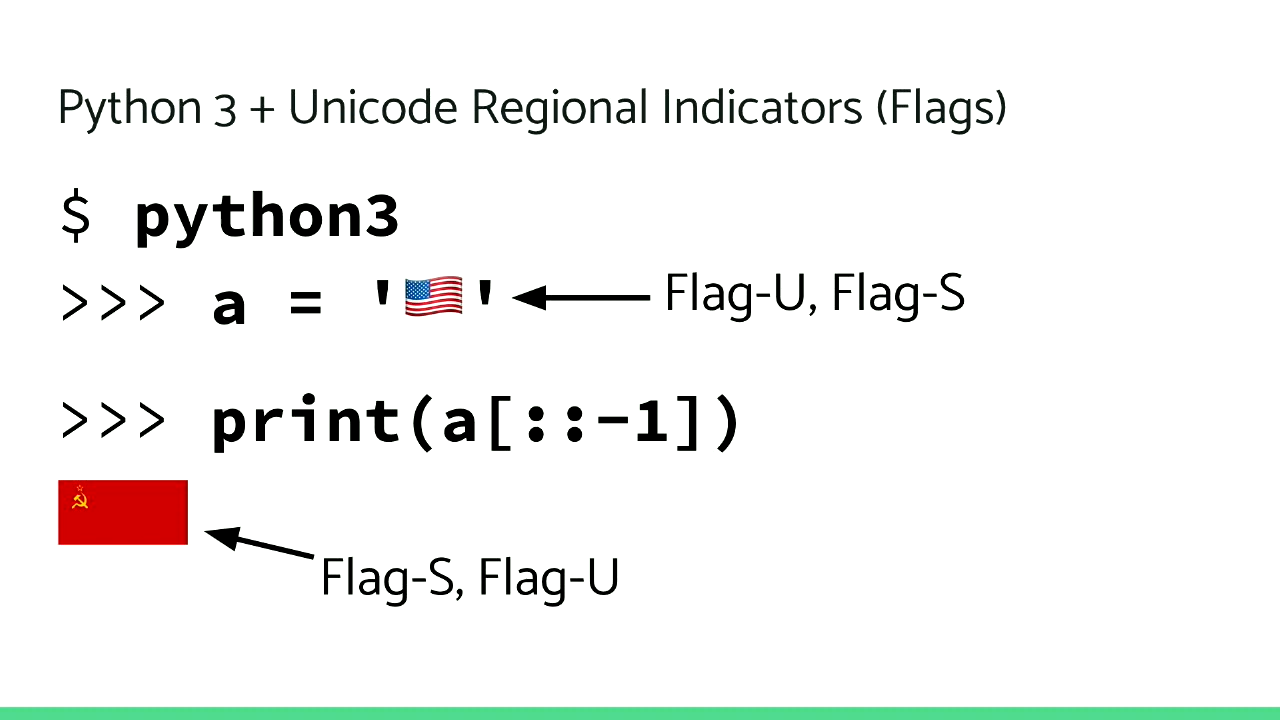 Python 3 + Unicode Regional Indicators (Flags)
$ python3
>>> a = '🇺🇸' Flag-U, Flag-S
>>> print(a[::-1])
Flag-S, Flag-U